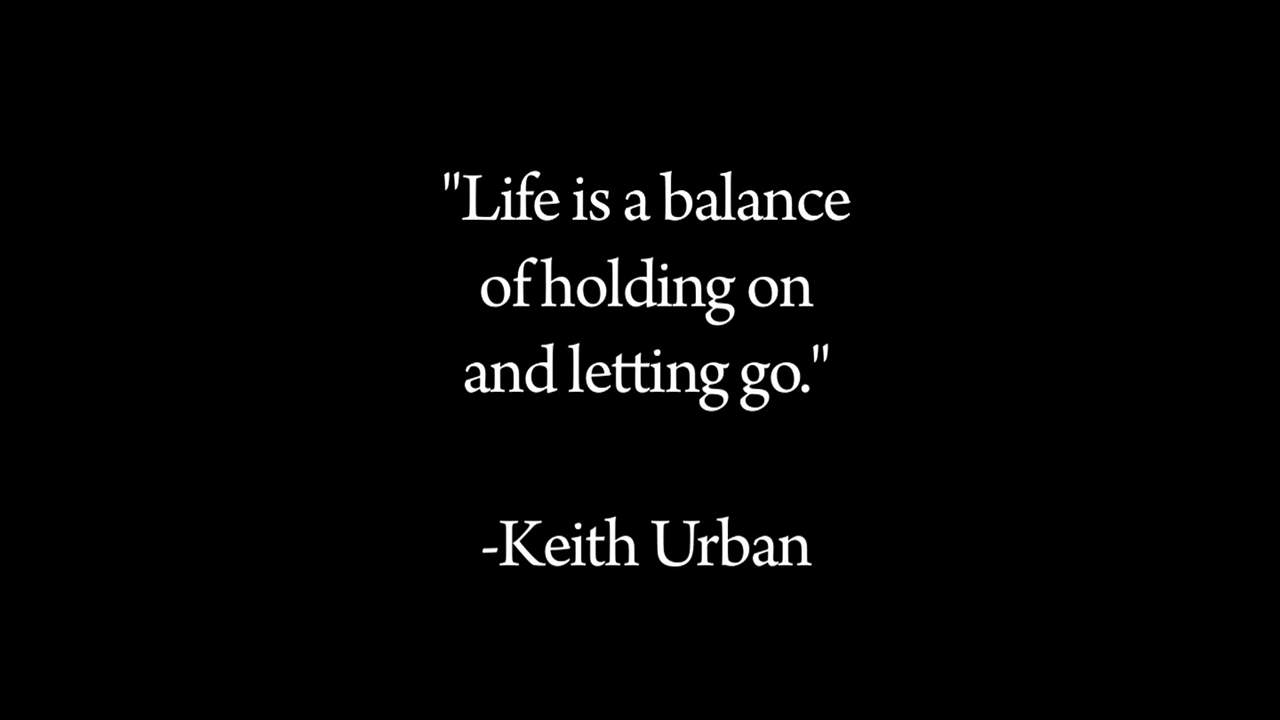 "Life is a balance
of holding on
and letting go."
-Keith Urban